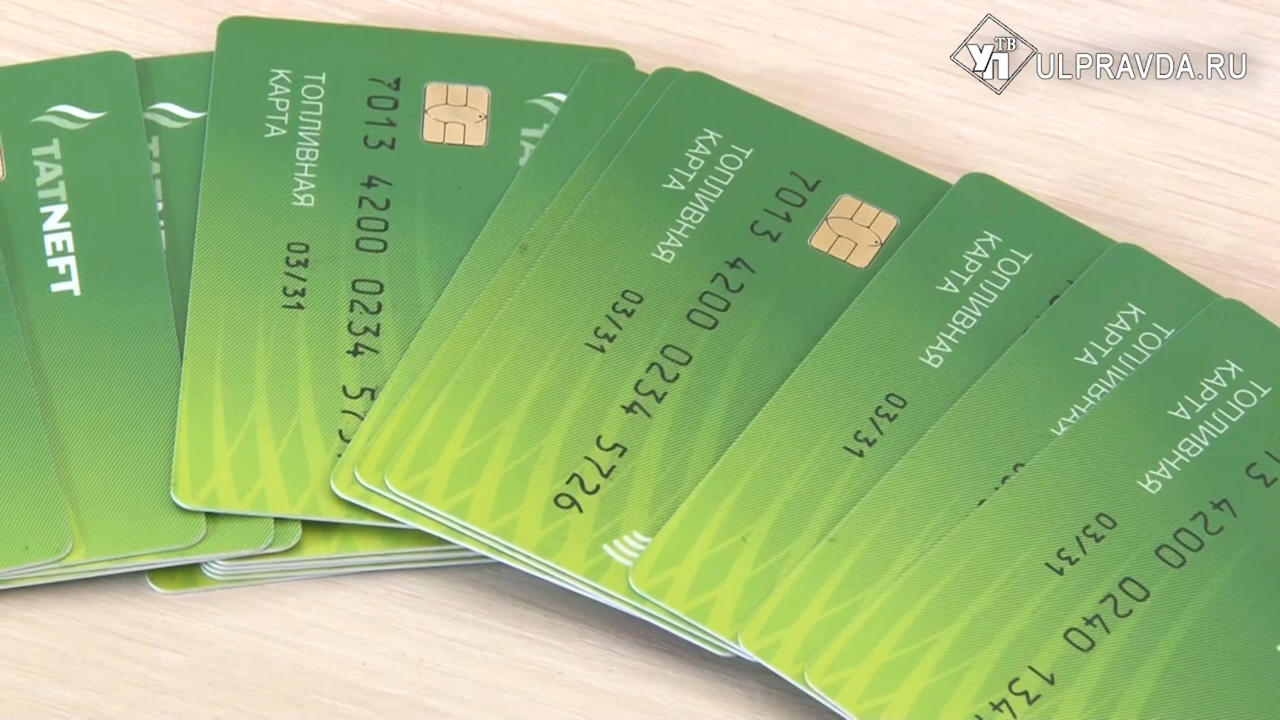 УП
ТВ
ULPRAVDA.RU
TATNEFT
ТОПЛИВНАЯ
КАРТА
7013 4200 0234
03/31
ТОПЛИВНАЯ
КАРТА
7013 4200 0234 5726
03/31
ТОПЛИВНАЯ
КАРТА
03/31
ТОПЛИВНАЯ
КАРТА
ТОПЛИВНАЯ
КАРТА
4200 0240
03/31